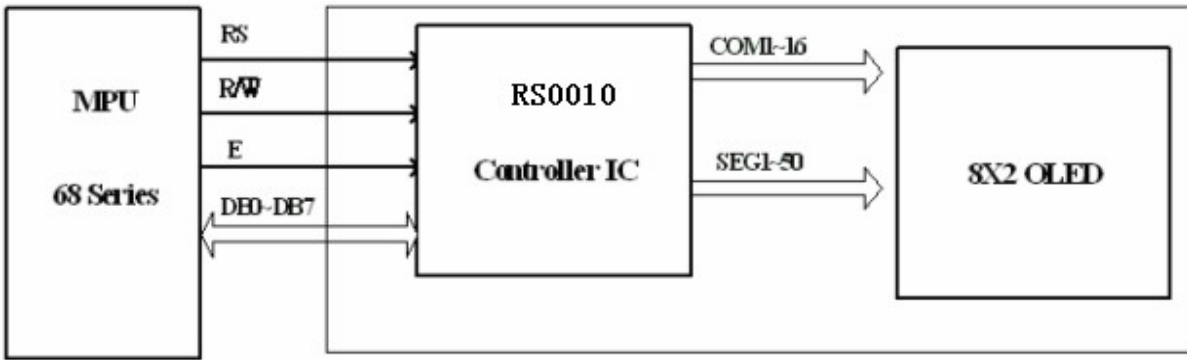 MPU
68 Series
RS
R/W
E
DB0~DB7
RS0010
Controller IC
COM1~16
SEG1~50
8X2 OLED